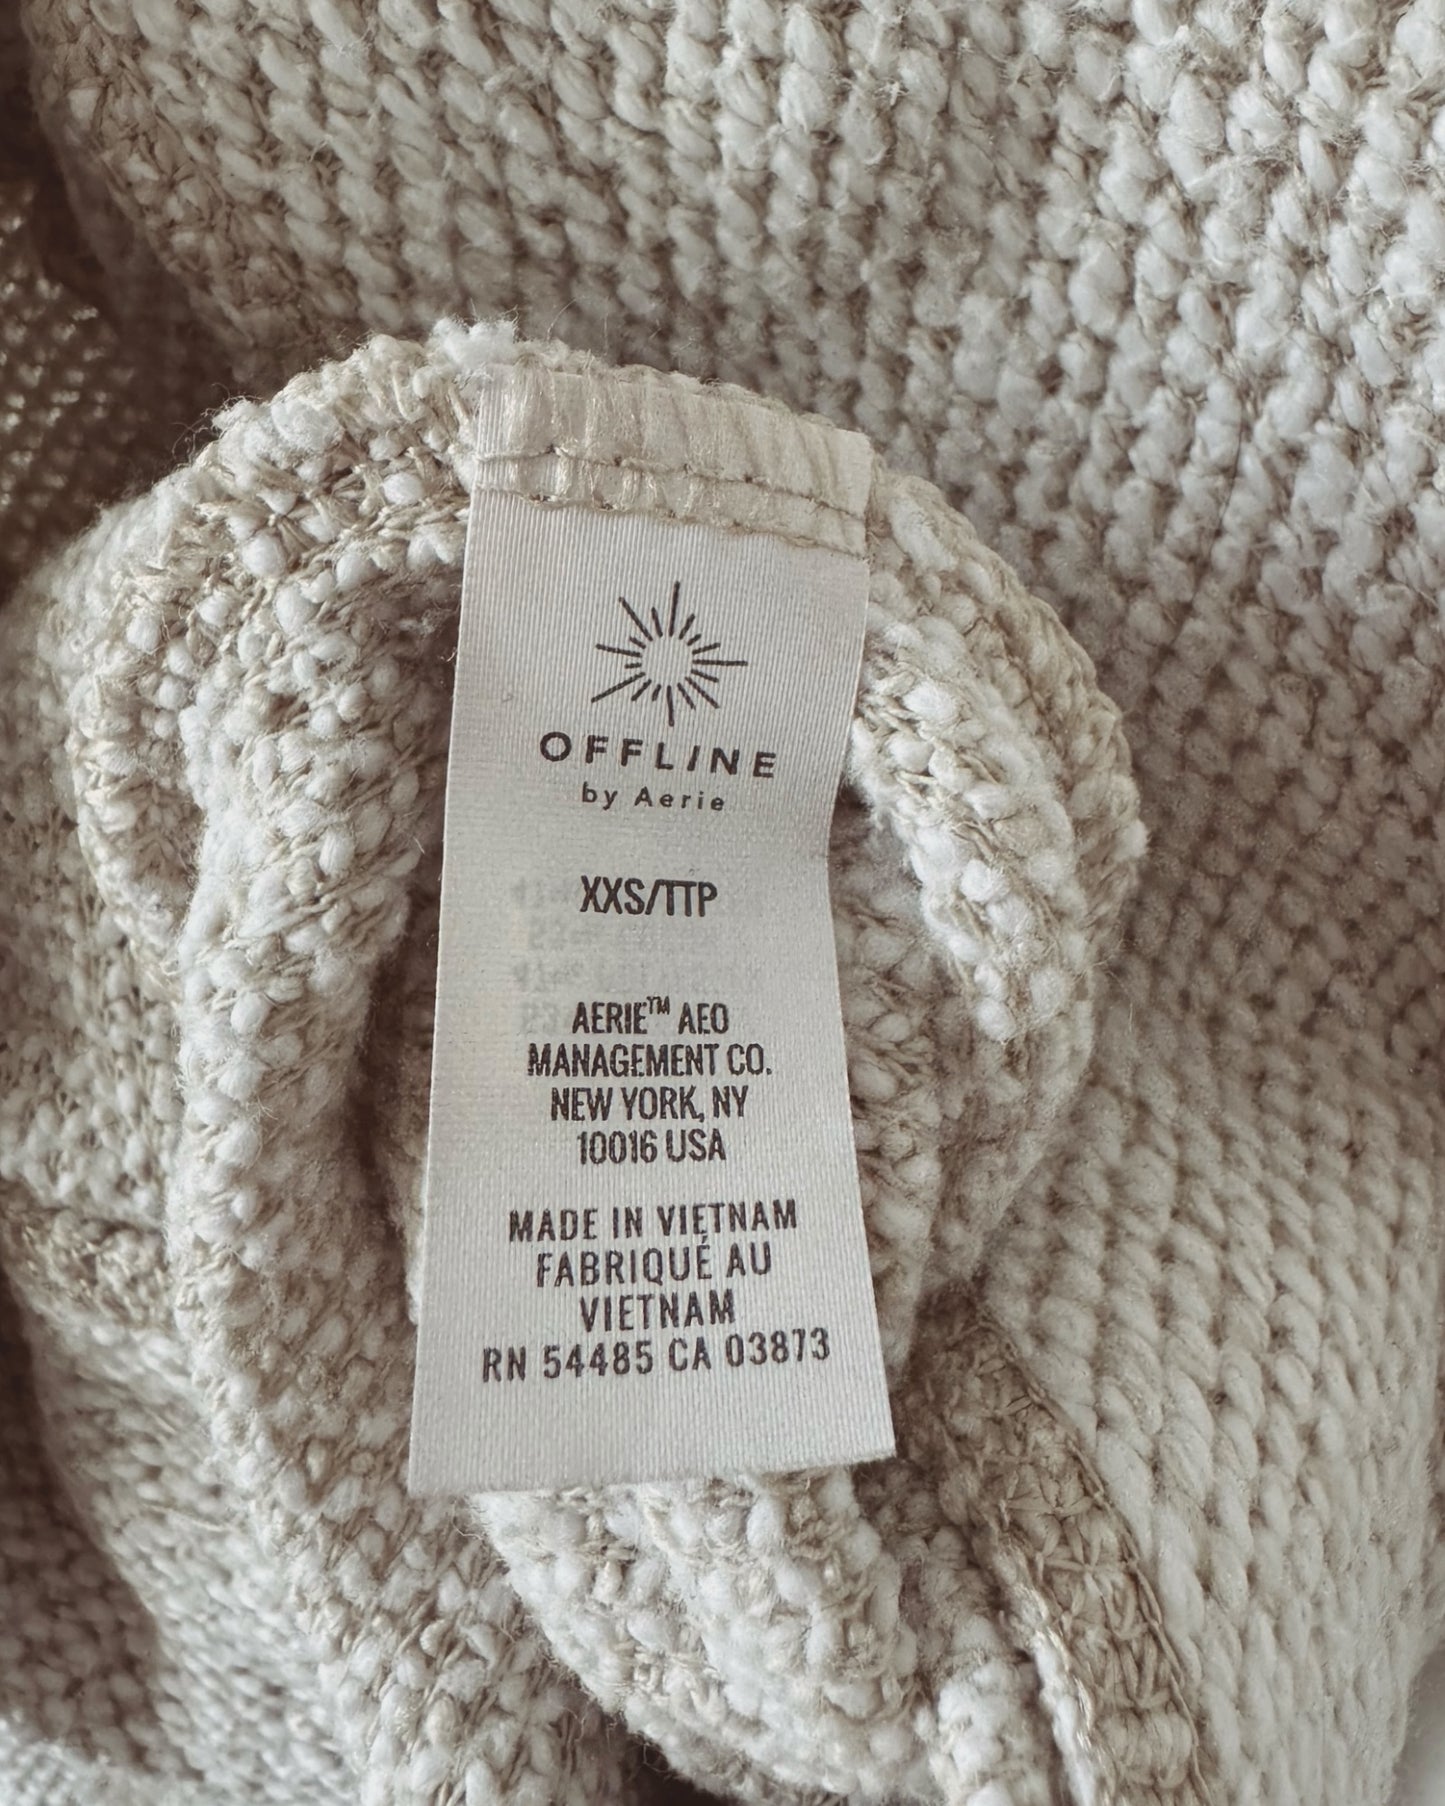 OFFLINE
by Aerie
XXS/TTP
AERIE™ AEO
MANAGEMENT CO.
NEW YORK, NY
10016 USA
MADE IN VIETNAM
FABRIQUÉ AU
VIETNAM
RN 54485 CA 03873